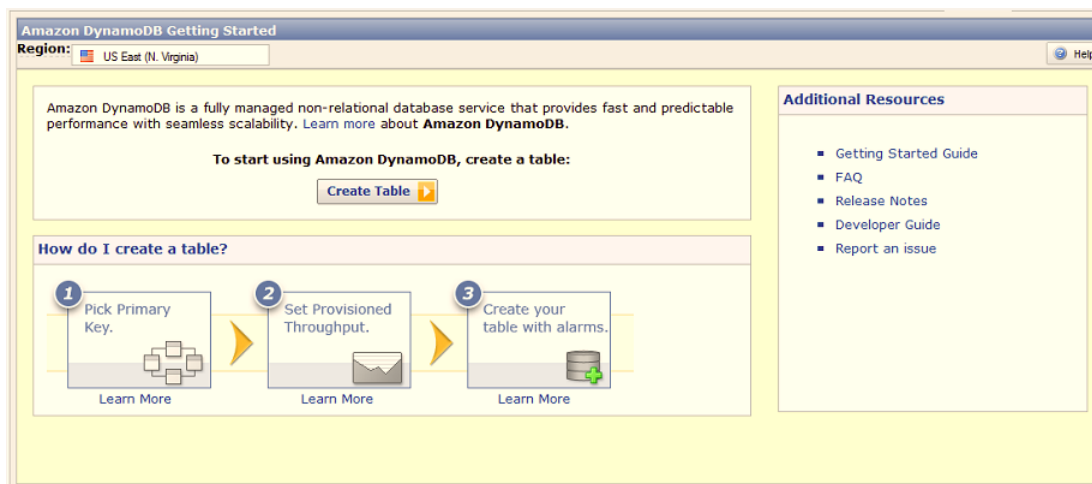 Amazon DynamoDB Getting Started
Region: US East (N. Virginia)
Help
Amazon DynamoDB is a fully managed non-relational database service that provides fast and predictable
performance with seamless scalability. Learn more about Amazon DynamoDB.
To start using Amazon DynamoDB, create a table:
Create Table
How do I create a table?
1
Pick Primary
Key.
Learn More
2
Set Provisioned
Throughput.
Learn More
3
Create your
table with alarms.
Learn More
Additional Resources
Getting Started Guide
FAQ
Release Notes
Developer Guide
Report an issue